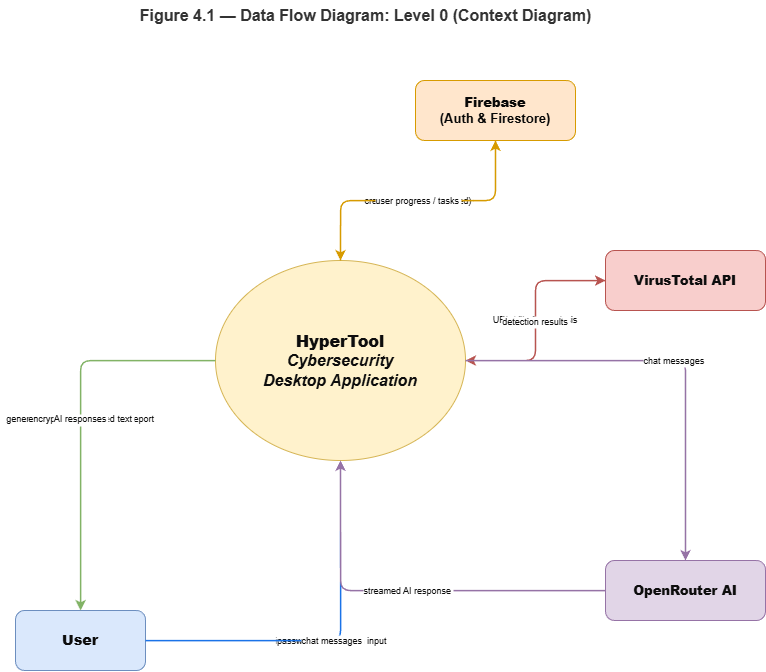 Figure 4.1 — Data Flow Diagram: Level 0 (Context Diagram)
Firebase
(Auth & Firestore)
user progress / tasks
VirusTotal API
detection results
HyperTool
Cybersecurity
Desktop Application
chat messages
AI responses
streamed AI response
OpenRouter AI
User
chat messages input